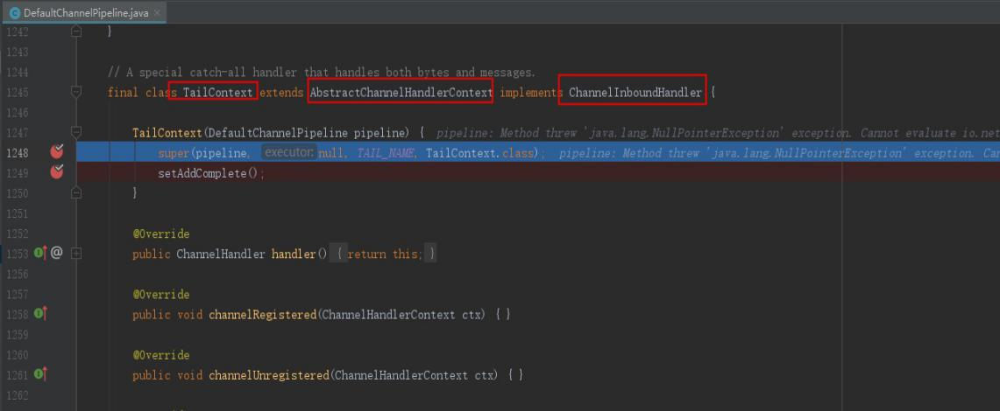 DefaultChannelPipeline.java ×
1242 }
1243
1244 // A special catch-all handler that handles both bytes and messages.
1245 final class TailContext extends AbstractChannelHandlerContext implements ChannelInboundHandler {
1246
1247 TailContext(DefaultChannelPipeline pipeline) { pipeline: Method threw 'java.lang.NullPointerException' exception. Cannot evaluate io.net
1248 super(pipeline, executor: null, TAIL_NAME, TailContext.class); pipeline: Method threw 'java.lang.NullPointerException' exception. Can
1249 setAddComplete();
1250 }
1251
1252 @Override
1253 @ public ChannelHandler handler() { return this; }
1256
1257 @Override
1258 public void channelRegistered(ChannelHandlerContext ctx) { }
1259
1260 @Override
1261 public void channelUnregistered(ChannelHandlerContext ctx) { }
1262